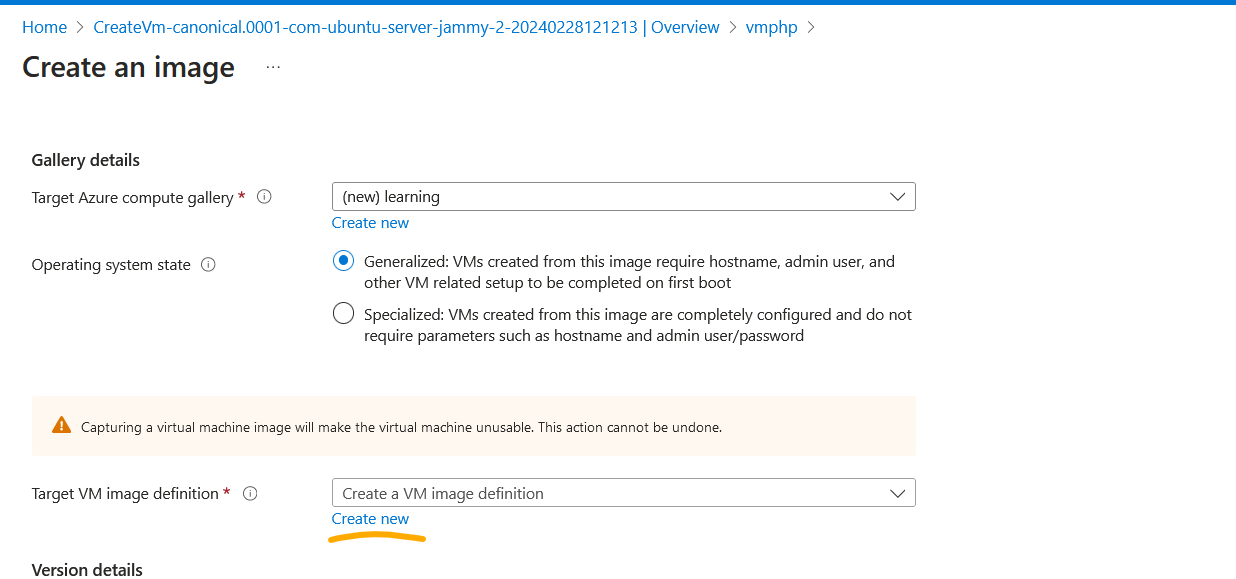 Home > CreateVm-canonical.0001-com-ubuntu-server-jammy-2-20240228121213 | Overview > vmphp >
Create an image ...
Gallery details
Target Azure compute gallery *
(new) learning
Create new
Operating system state
Generalized: VMs created from this image require hostname, admin user, and
other VM related setup to be completed on first boot
Specialized: VMs created from this image are completely configured and do not
require parameters such as hostname and admin user/password
Capturing a virtual machine image will make the virtual machine unusable. This action cannot be undone.
Target VM image definition *
Create a VM image definition
Create new
Version details